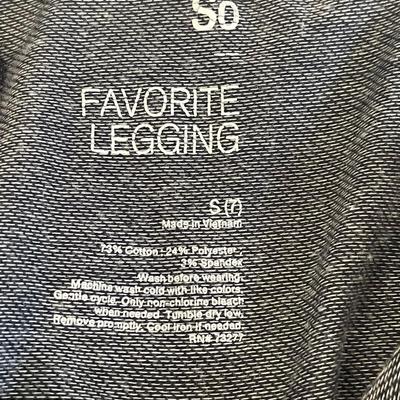 So
FAVORITE
LEGGING
S (7)
Made in Vietnam
73% Cotton : 24% Polyester
3% Spandex
Wash before wearing.
Machine wash cold with like colors.
Gentle cycle. Only non-chlorine bleach
when needed. Tumble dry low.
Remove promptly. Cool iron if needed.
RN# 73277